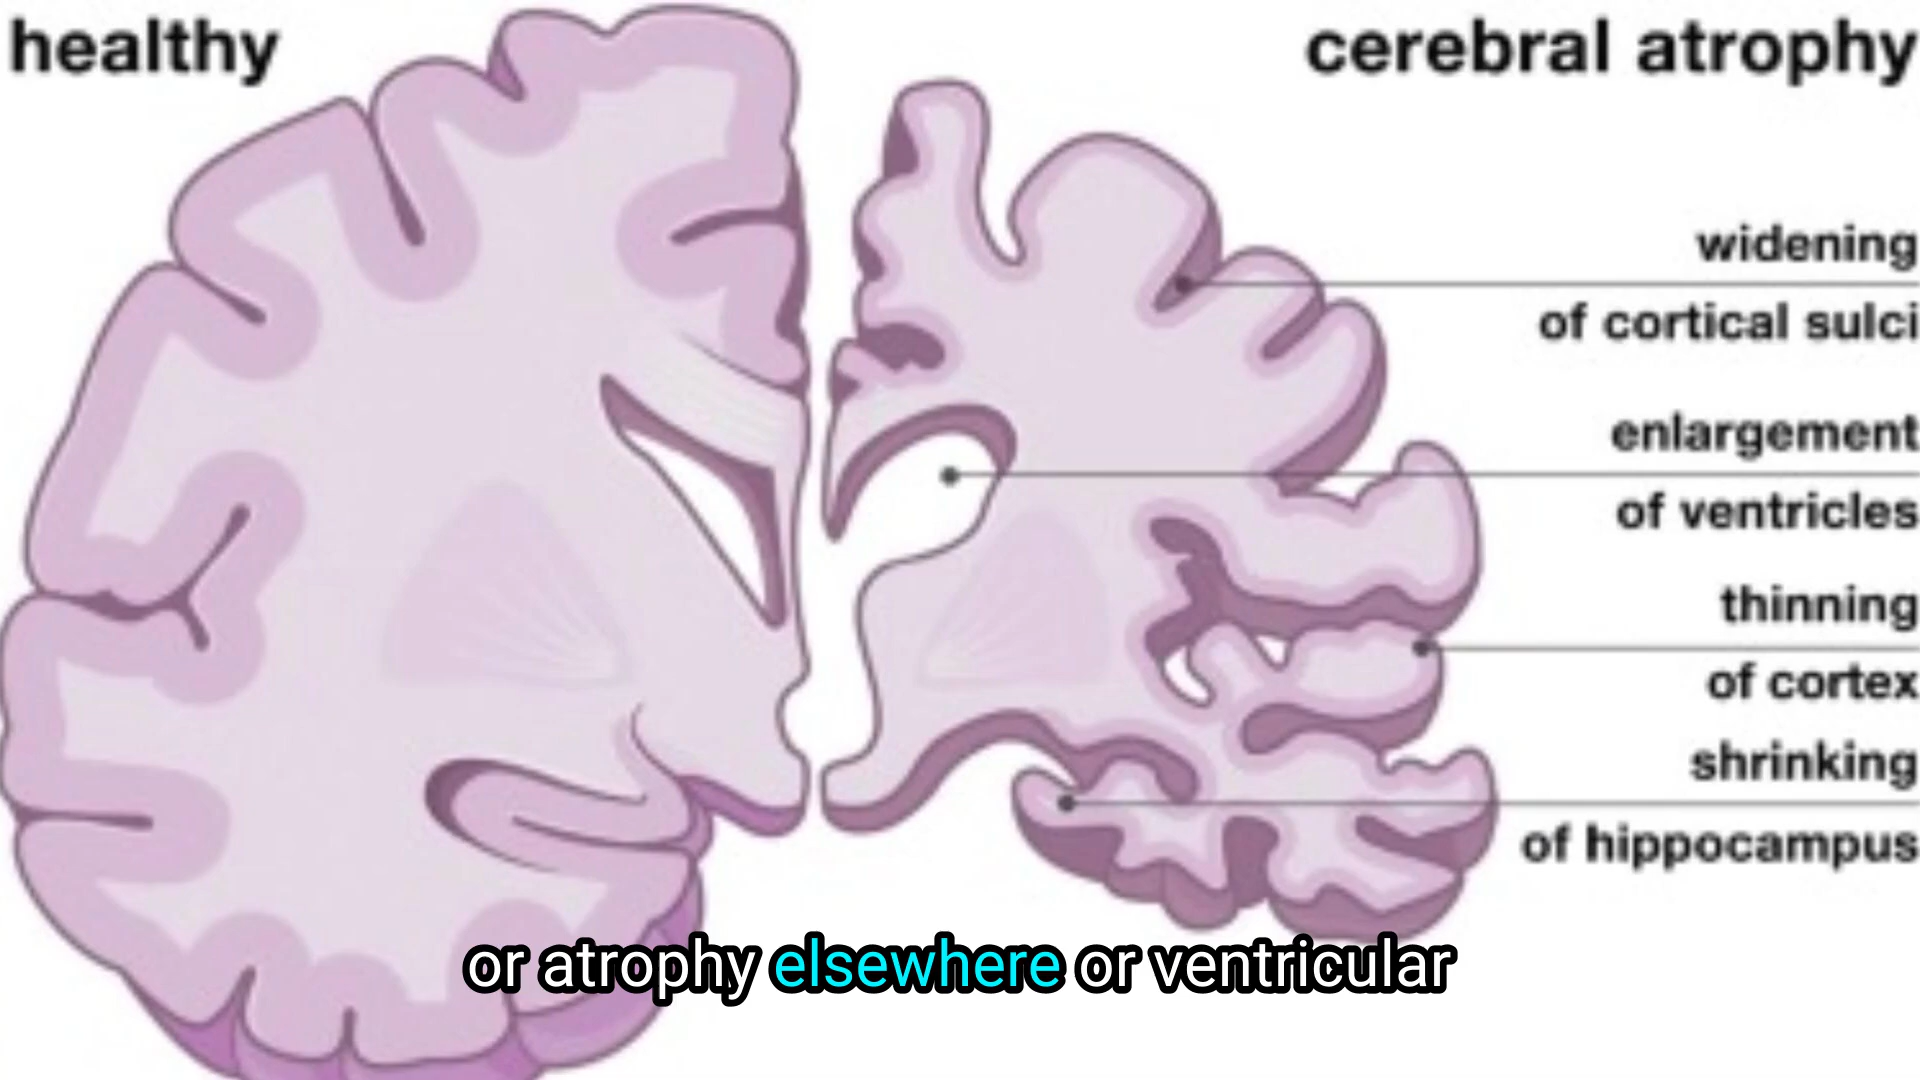 healthy
cerebral atrophy
widening
of cortical sulci
enlargement
of ventricles
thinning
of cortex
shrinking
of hippocampus
or atrophy elsewhere or ventricular